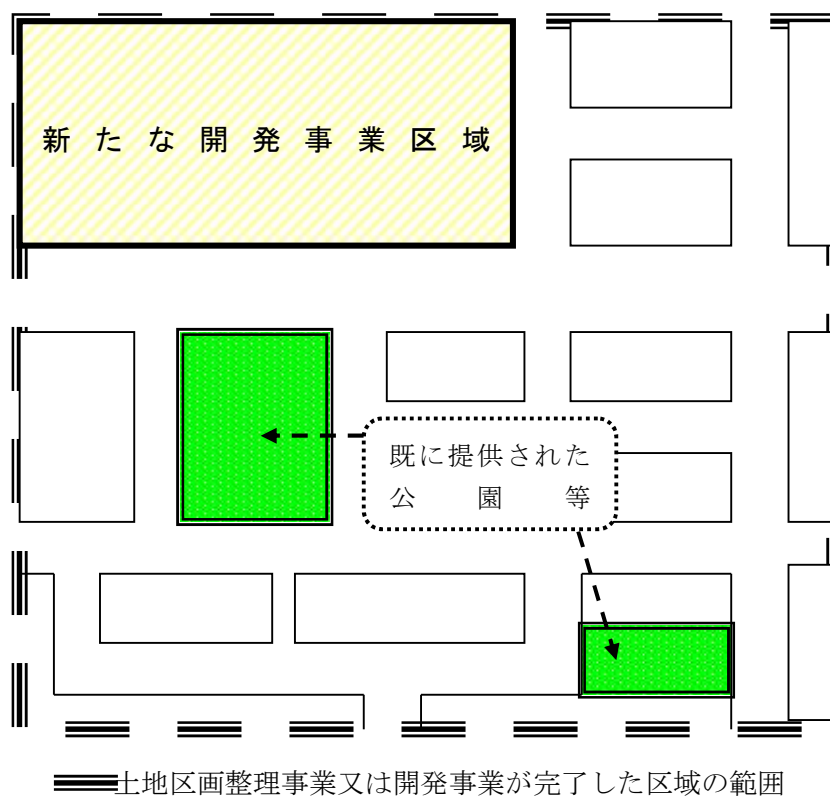 新たな開発事業区域
既に提供された
公園等
土地区画整理事業又は開発事業が完了した区域の範囲